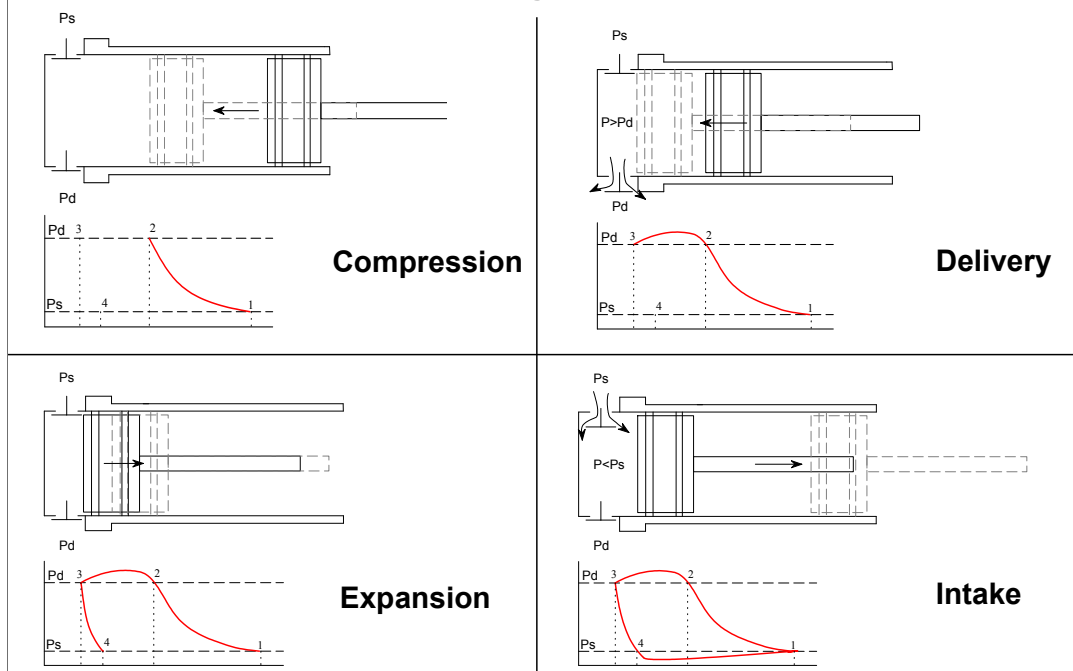 Ps
Pd
Pd 3 2
Ps 4 1
Compression
Ps
P>Pd
Pd
Pd 3 2
Ps 4 1
Delivery
Ps
Pd
Pd 3 2
Ps 4 1
Expansion
Ps
P<Ps
Pd
Pd 3 2
Ps 4 1
Intake